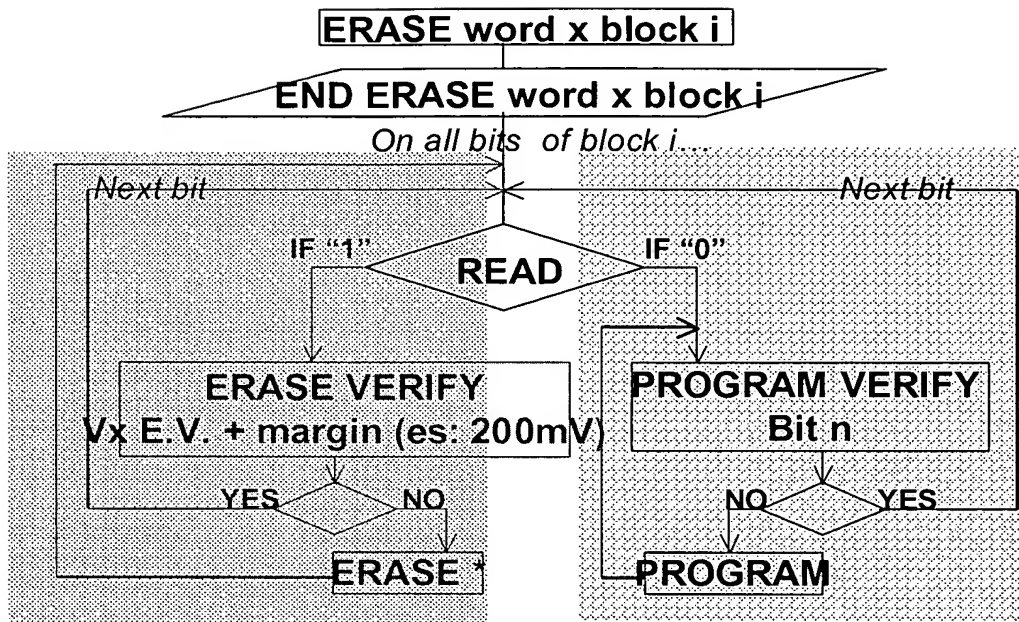 ERASE word x block i
END ERASE word x block i
On all bits of block i...
Next bit
Next bit
IF “1”
READ
IF “0”
ERASE VERIFY
Vx E.V. + margin (es: 200mV)
PROGRAM VERIFY
Bit n
YES
NO
NO
YES
ERASE *
PROGRAM